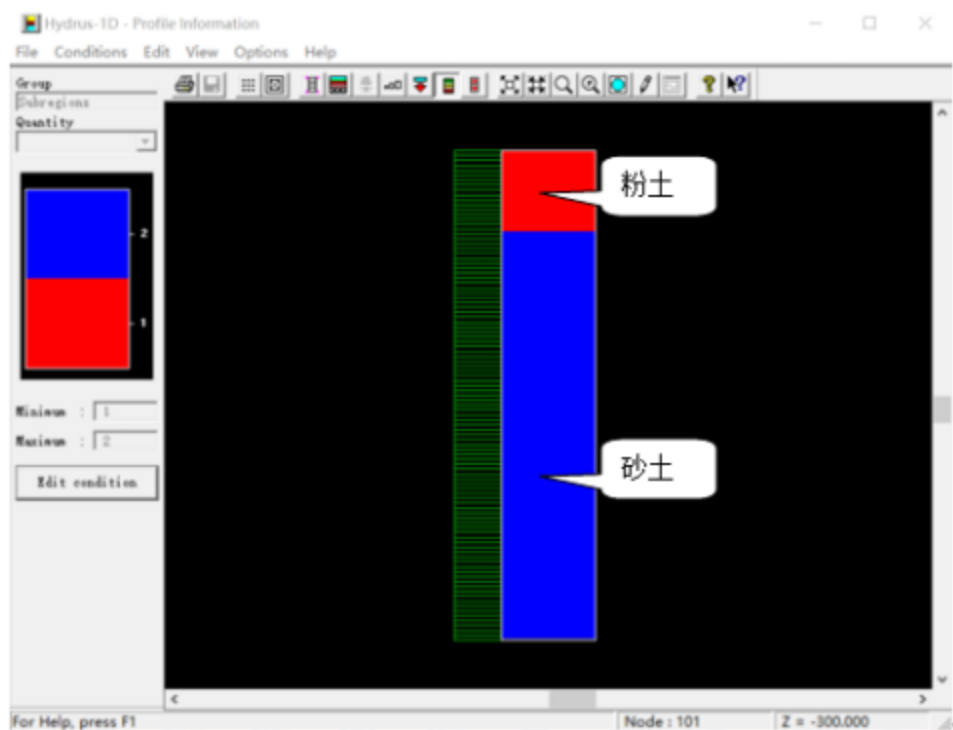 Hydrus-1D - Profile Information
File Conditions Edit View Options Help
Group
Subregions
Quantity
2
1
Minimum : 1
Maximum : 2
Edit condition
粉土
砂土
For Help, press F1
Node : 101
Z = -300.000